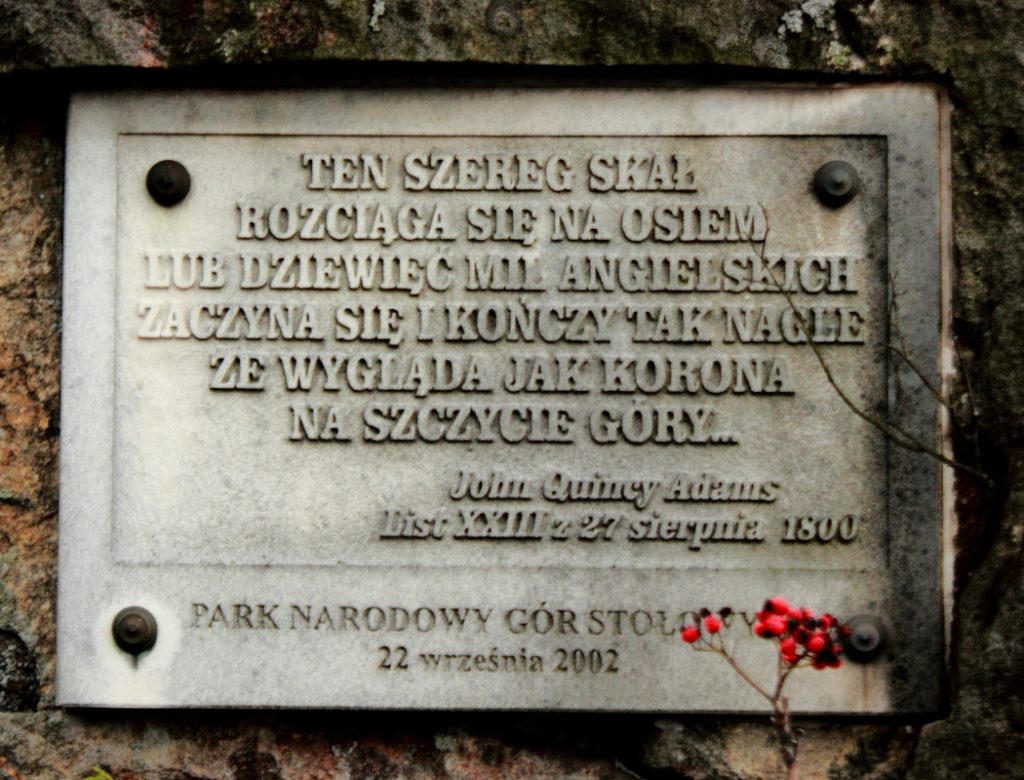 TEN SZEREG SKAŁ
ROZCIĄGA SIĘ NA OSIEM
LUB DZIEWIĘĆ MIL ANGIELSKICH
ZACZYNA SIĘ I KOŃCZY TAK NAGLE
ZE WYGLĄDA JAK KORONA
NA SZCZYCIE GÓRY...
John Quincy Adams
List XXIII z 27 sierpnia 1800
PARK NARODOWY GÓR
22 września 2002